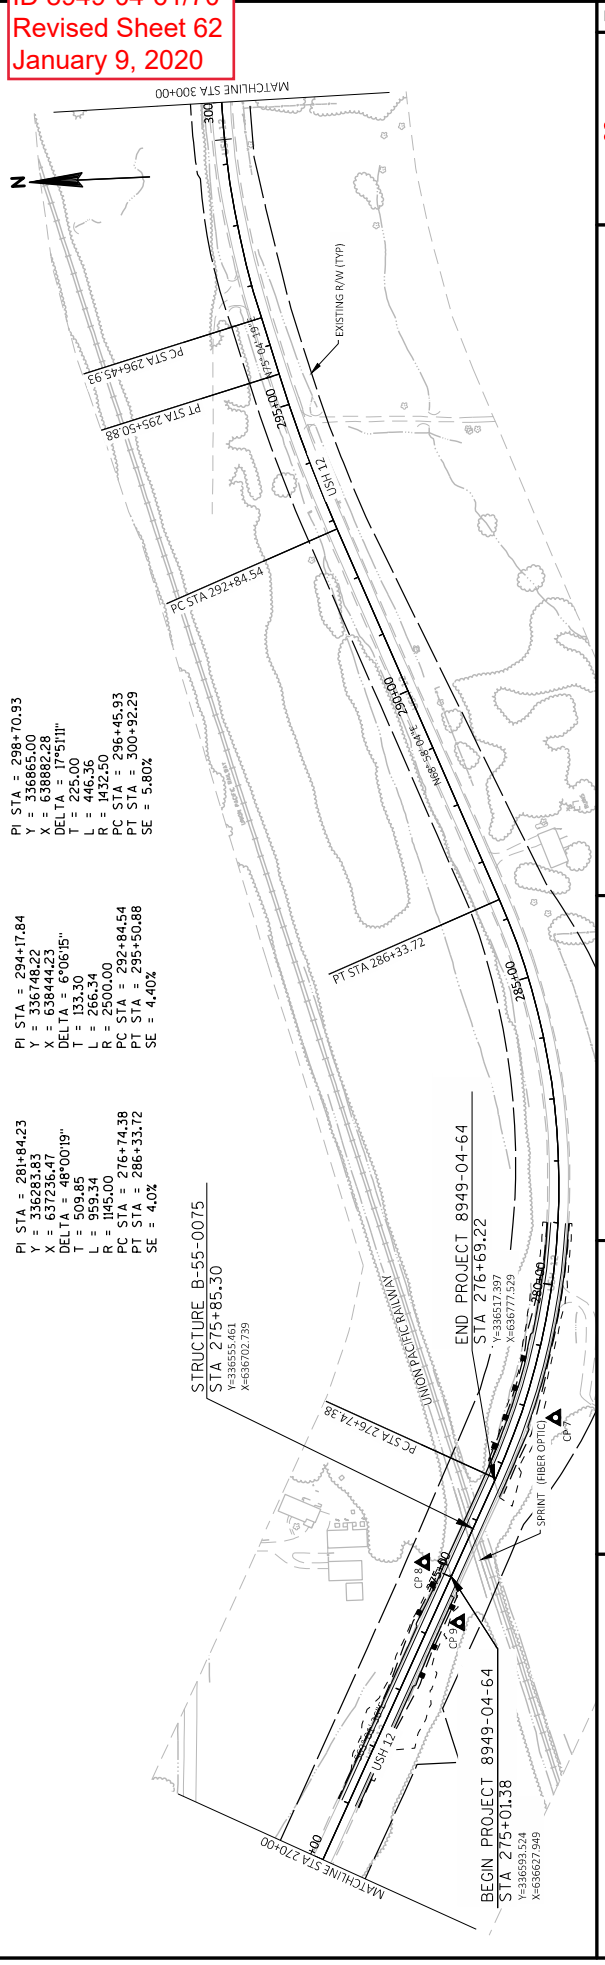 Revised Sheet 62
January 9, 2020
MATCHLINE STA 300+00
300
N
PI STA = 281+84.23
Y = 336283.83
X = 637236.47
DELTA = 48°00'19"
T = 509.85
L = 959.34
R = 1145.00
PC STA = 276+74.38
PT STA = 286+33.72
SE = 4.0%
PI STA = 294+17.84
Y = 336748.22
X = 638444.23
DELTA = 6°06'15"
T = 133.30
L = 266.34
R = 2500.00
PC STA = 292+84.54
PT STA = 295+50.88
SE = 4.40%
PI STA = 298+70.93
Y = 336865.00
X = 638882.28
DELTA = 17°51'11"
T = 225.00
L = 446.36
R = 1432.50
PC STA = 296+45.93
PT STA = 300+92.29
SE = 5.80%
PC STA 296+45.93
N75° 04' 19"E
PT STA 295+50.88
295+00
EXISTING R/W (TYP)
USH 12
PC STA 292+84.54
290+00
N68° 58' 04"E
PT STA 286+33.72
285+00
STRUCTURE B-55-0075
STA 275+85.30
Y=336555.461
X=636702.739
UNION PACIFIC RAILWAY
END PROJECT 8949-04-64
STA 276+69.22
Y=336517.397
X=636777.529
280+00
PC STA 276+74.38
SPRINT (FIBER OPTIC)
CP 7
CP 8
275+00
CP 9
USH 12
BEGIN PROJECT 8949-04-64
STA 275+01.38
Y=336593.524
X=636627.949
+00
MATCHLINE STA 270+00